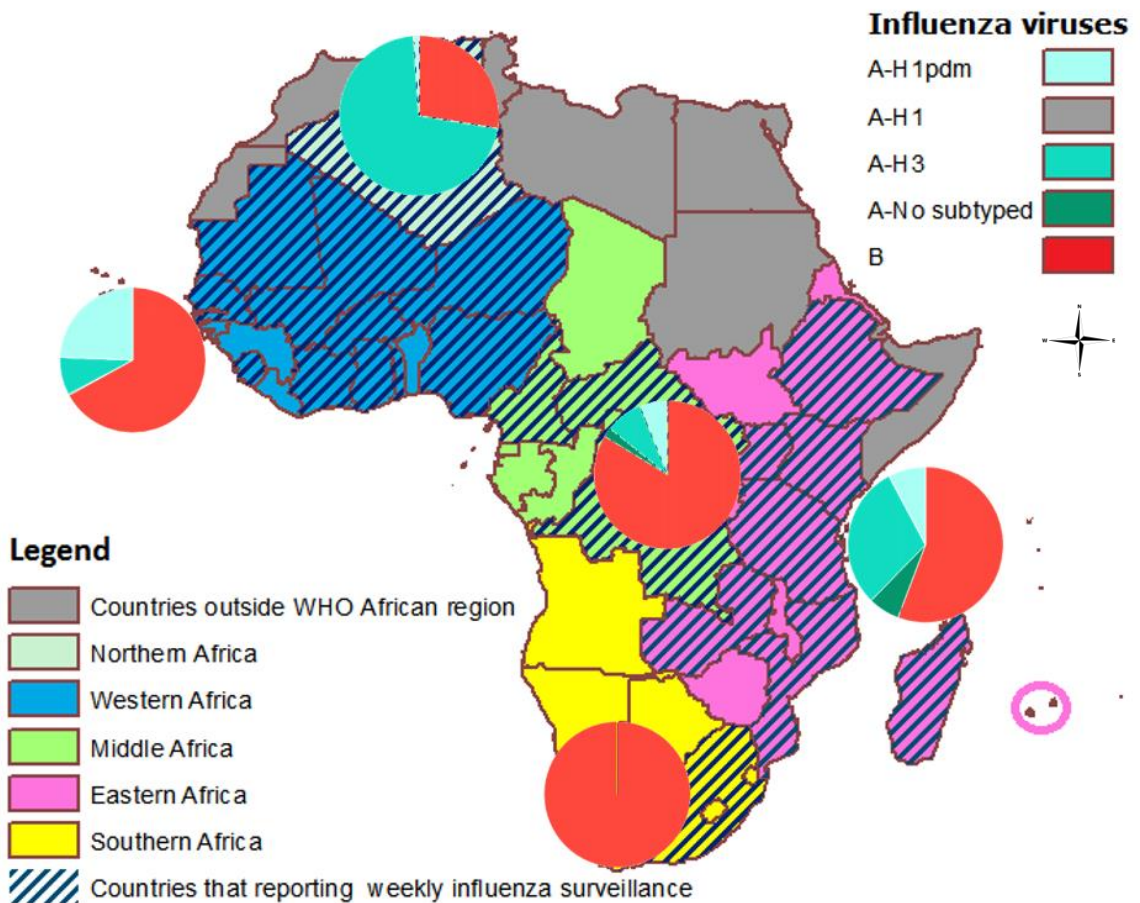 Influenza viruses
A-H1pdm
A-H1
A-H3
A-No subtyped
B
N
W E
S
Legend
Countries outside WHO African region
Northern Africa
Western Africa
Middle Africa
Eastern Africa
Southern Africa
Countries that reporting weekly influenza surveillance